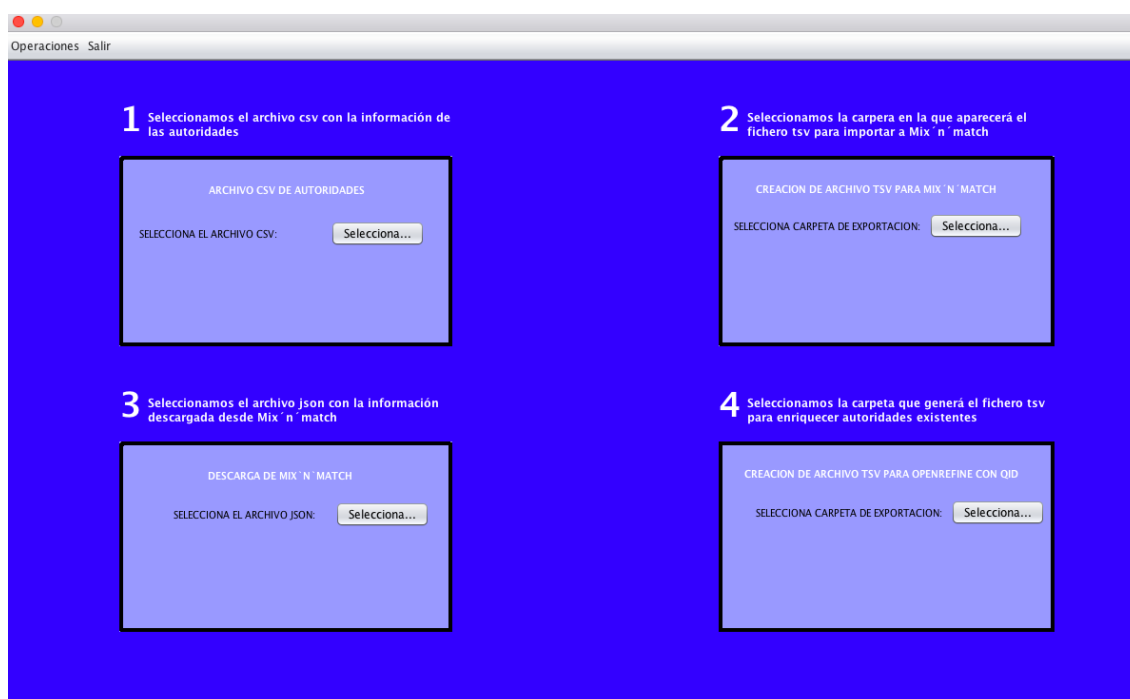 Operaciones Salir
1 Seleccionamos el archivo csv con la información de
las autoridades
ARCHIVO CSV DE AUTORIDADES
SELECCIONA EL ARCHIVO CSV: Selecciona...
2 Seleccionamos la carpera en la que aparecerá el
fichero tsv para importar a Mix´n´match
CREACION DE ARCHIVO TSV PARA MIX´N´MATCH
SELECCIONA CARPETA DE EXPORTACION: Selecciona...
3 Seleccionamos el archivo json con la información
descargada desde Mix´n´match
DESCARGA DE MIX`N`MATCH
SELECCIONA EL ARCHIVO JSON: Selecciona...
4 Seleccionamos la carpeta que generá el fichero tsv
para enriquecer autoridades existentes
CREACION DE ARCHIVO TSV PARA OPENREFINE CON QID
SELECCIONA CARPETA DE EXPORTACION: Selecciona...